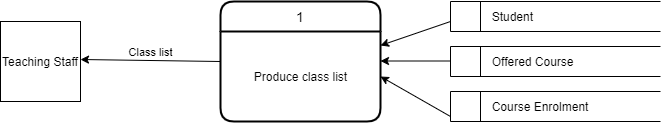 1
Student
Class list
Teaching Staff
Offered Course
Produce class list
Course Enrolment